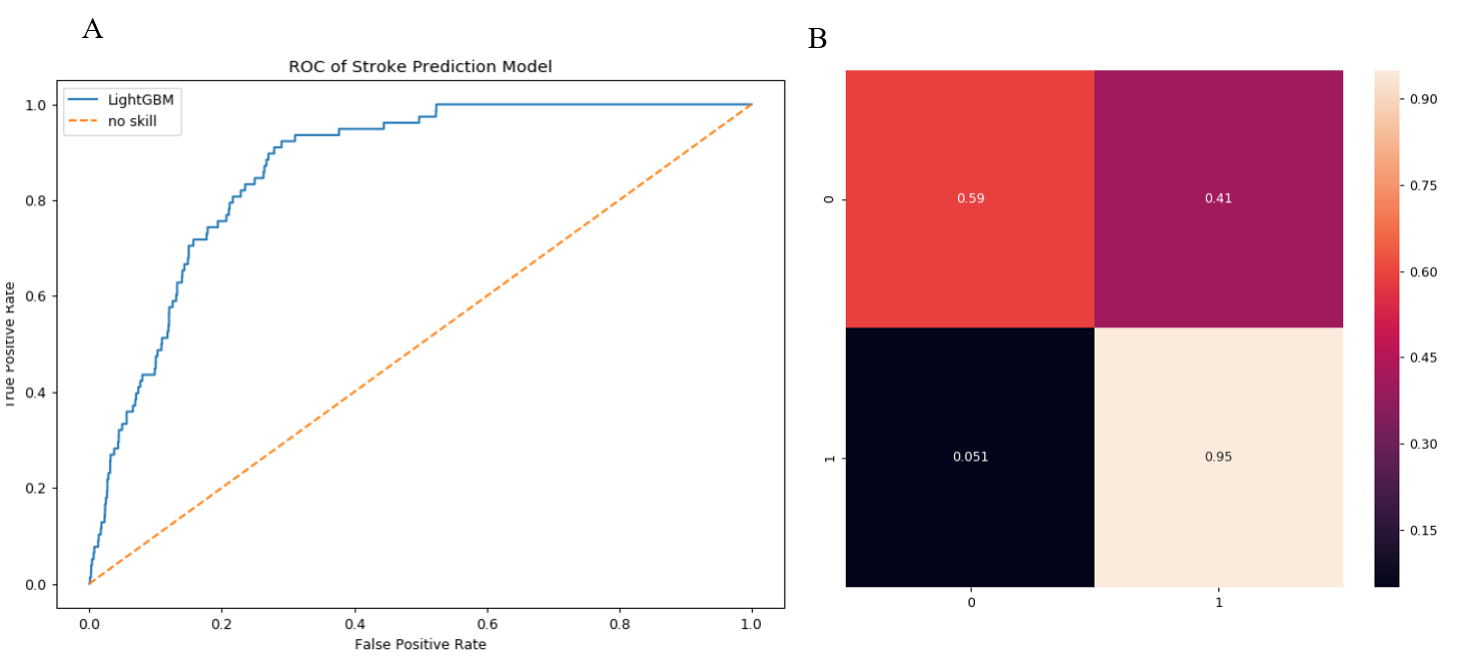 A
ROC of Stroke Prediction Model
LightGBM
no skill
1.0
0.8
0.6
0.4
0.2
0.0
True Positive Rate
0.0 0.2 0.4 0.6 0.8 1.0
False Positive Rate
B
0
1
0.59 0.41
0.051 0.95
0 1
0.90
0.75
0.60
0.45
0.30
0.15